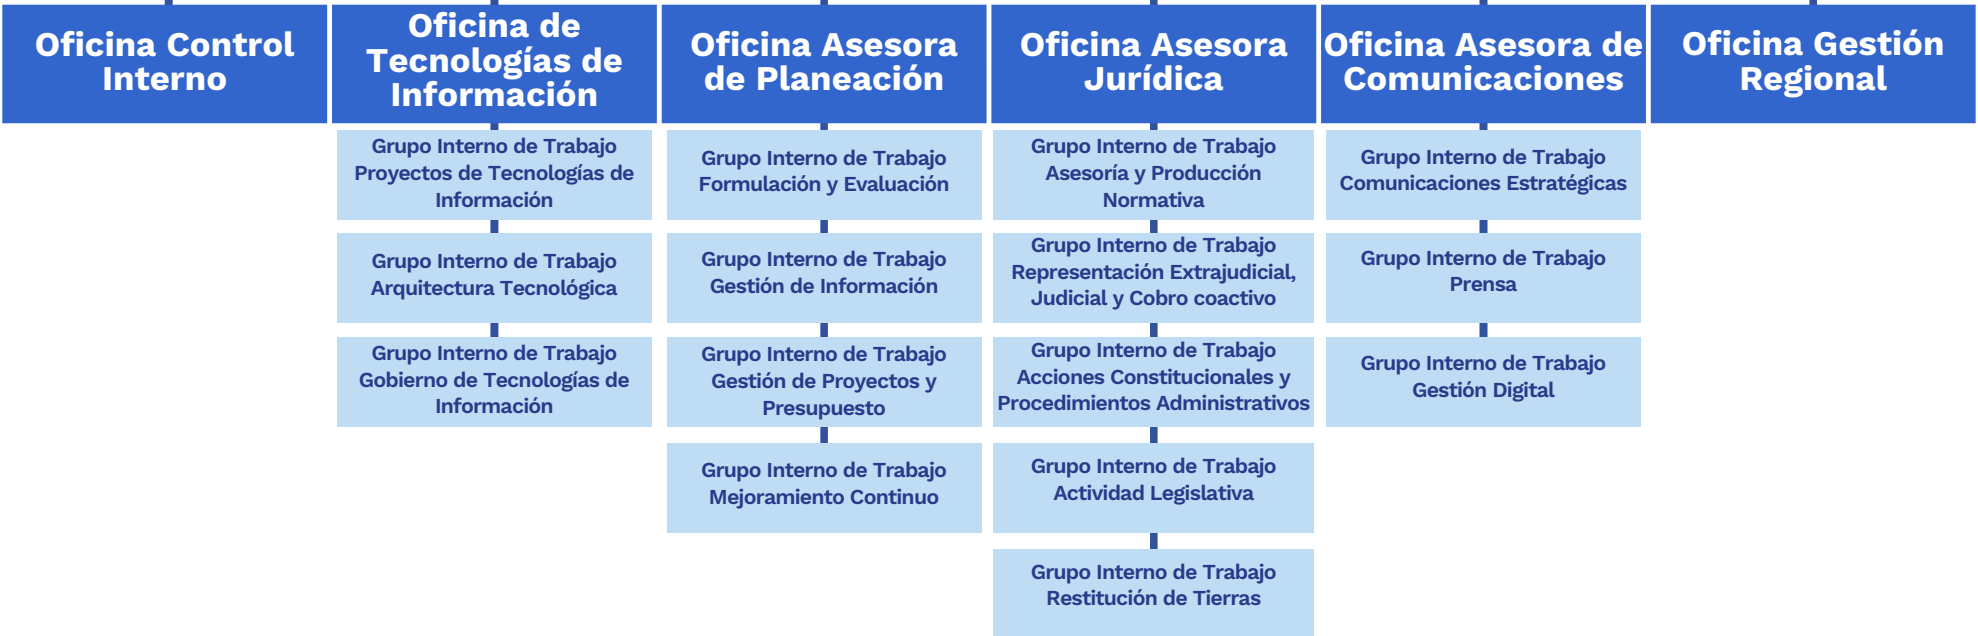 Oficina Control
Interno
Oficina de
Tecnologías de
Información
Grupo Interno de Trabajo
Proyectos de Tecnologías de
Información
Grupo Interno de Trabajo
Arquitectura Tecnológica
Grupo Interno de Trabajo
Gobierno de Tecnologías de
Información
Oficina Asesora
de Planeación
Grupo Interno de Trabajo
Formulación y Evaluación
Grupo Interno de Trabajo
Gestión de Información
Grupo Interno de Trabajo
Gestión de Proyectos y
Presupuesto
Grupo Interno de Trabajo
Mejoramiento Continuo
Oficina Asesora
Jurídica
Grupo Interno de Trabajo
Asesoría y Producción
Normativa
Grupo Interno de Trabajo
Representación Extrajudicial,
Judicial y Cobro coactivo
Grupo Interno de Trabajo
Acciones Constitucionales y
Procedimientos Administrativos
Grupo Interno de Trabajo
Actividad Legislativa
Grupo Interno de Trabajo
Restitución de Tierras
Oficina Asesora de
Comunicaciones
Grupo Interno de Trabajo
Comunicaciones Estratégicas
Grupo Interno de Trabajo
Prensa
Grupo Interno de Trabajo
Gestión Digital
Oficina Gestión
Regional